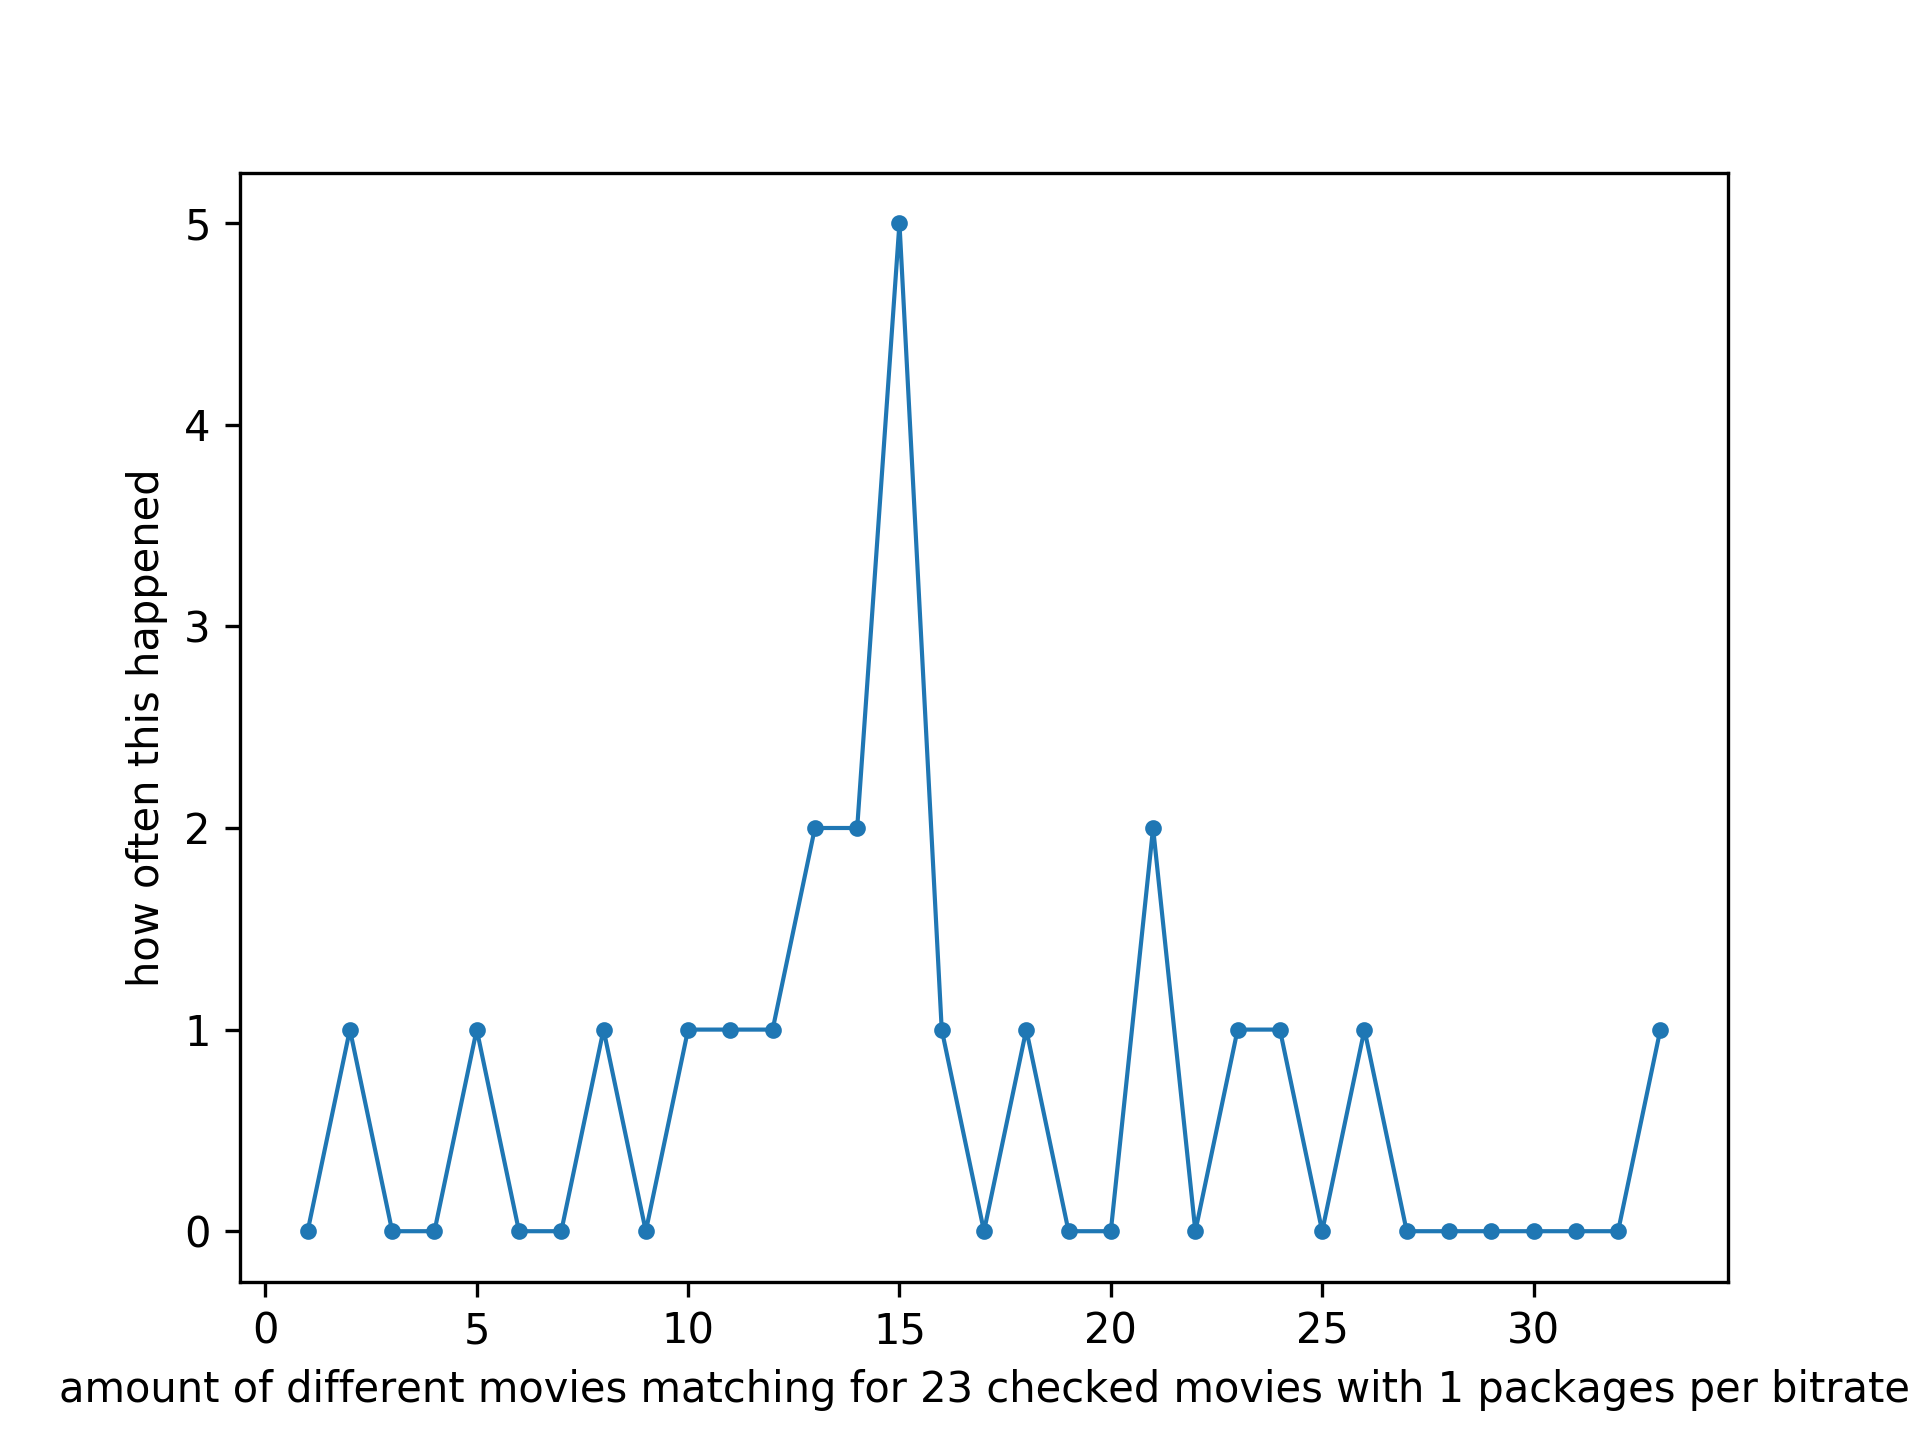 5
4
3
2
1
0
how often this happened
0 5 10 15 20 25 30
amount of different movies matching for 23 checked movies with 1 packages per bitrate